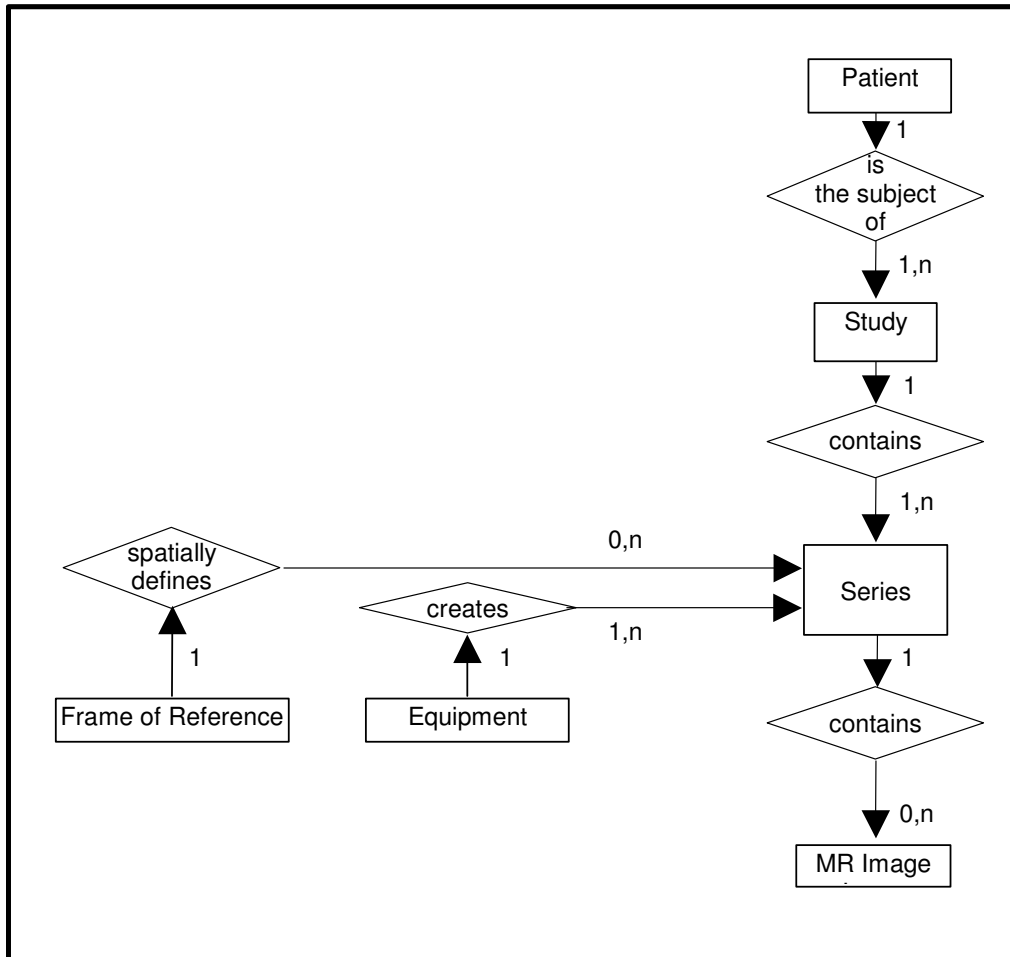 Patient
1
is
the subject
of
1,n
Study
1
contains
1,n
spatially
defines
0,n
Series
creates
1,n
1
1
1
Frame of Reference
Equipment
contains
0,n
MR Image